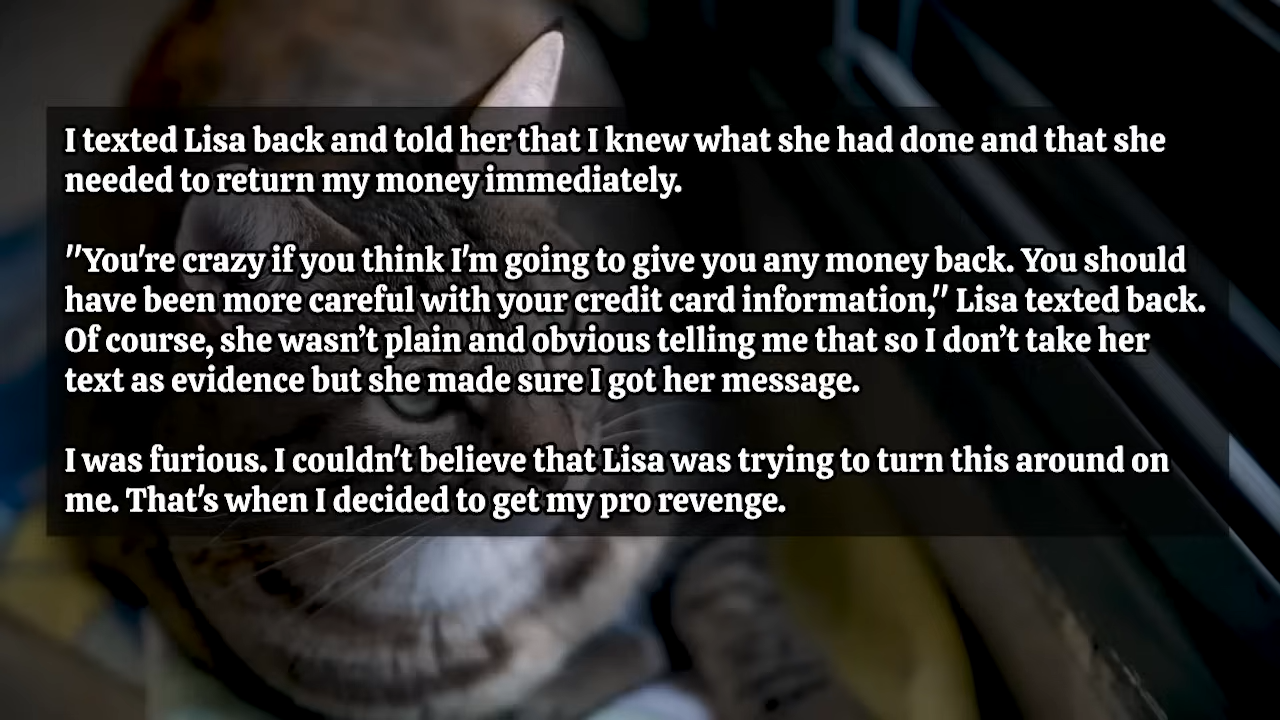 I texted Lisa back and told her that I knew what she had done and that she
needed to return my money immediately.
"You're crazy if you think I'm going to give you any money back. You should
have been more careful with your credit card information," Lisa texted back.
Of course, she wasn’t plain and obvious telling me that so I don’t take her
text as evidence but she made sure I got her message.
I was furious. I couldn't believe that Lisa was trying to turn this around on
me. That's when I decided to get my pro revenge.